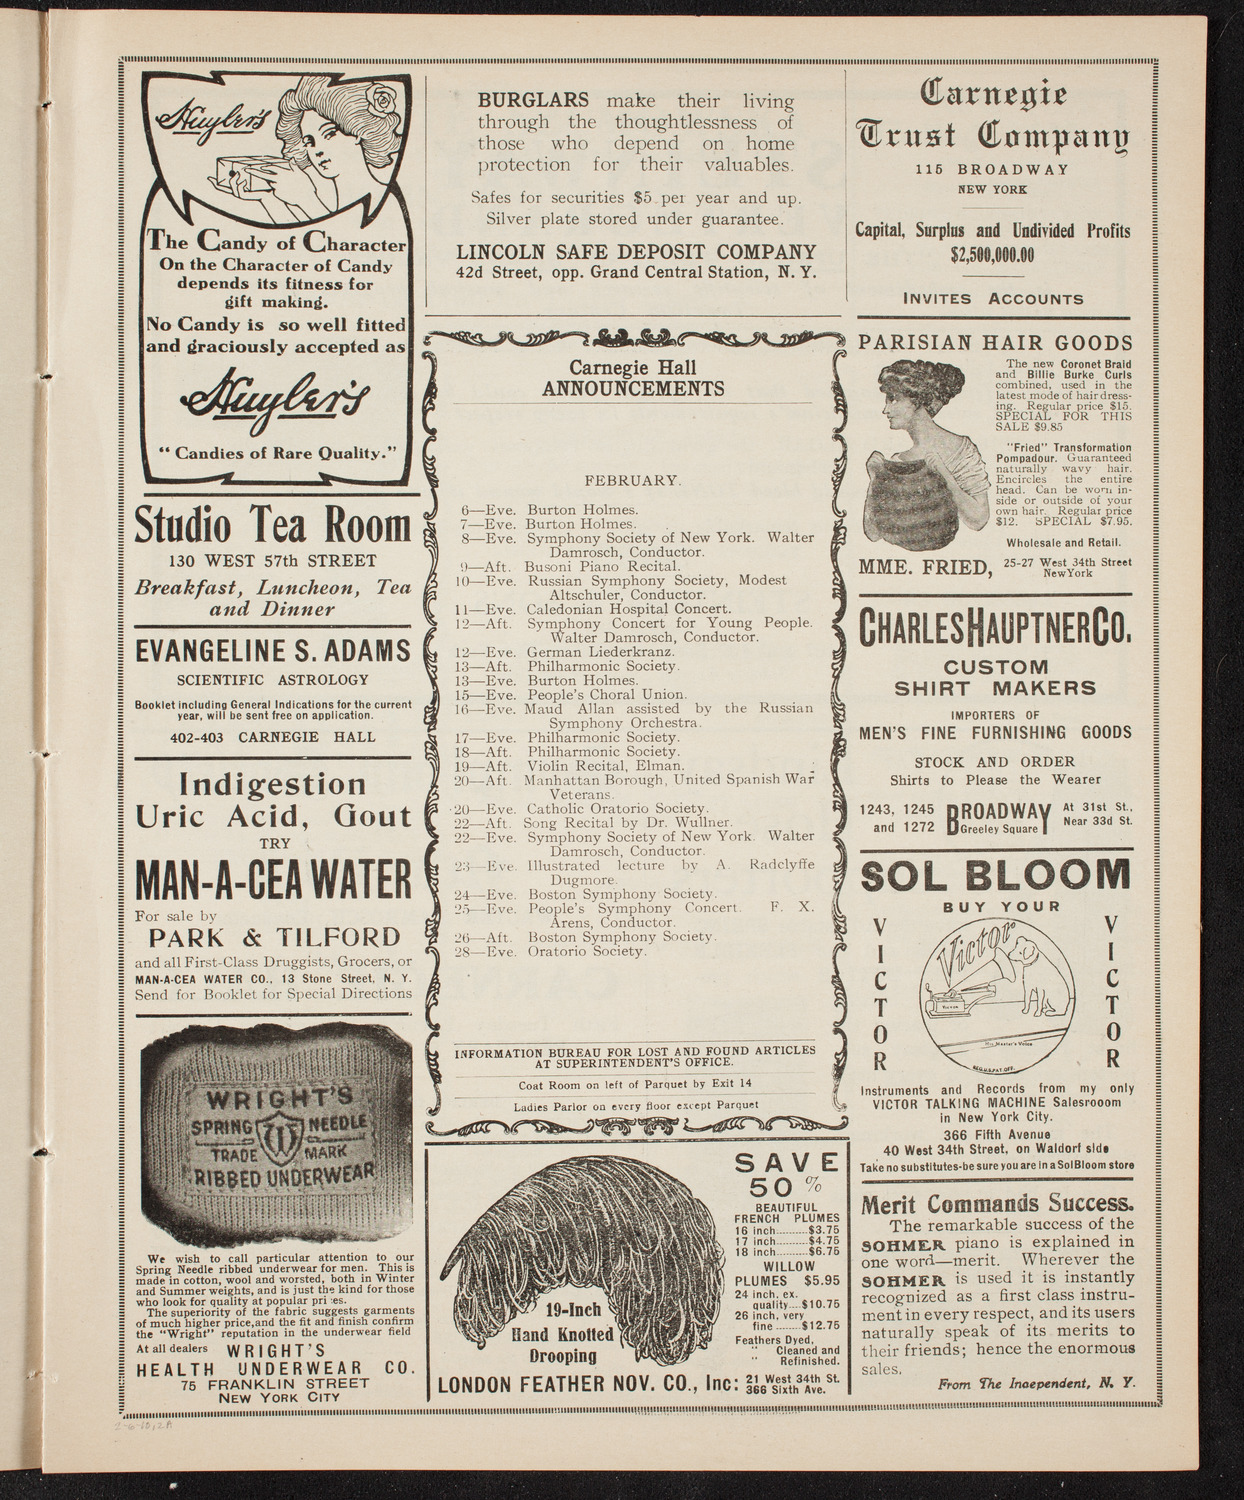 Huyler's
The Candy of Character
On the Character of Candy
depends its fitness for
gift making.
No Candy is so well fitted
and graciously accepted as
Huyler's
"Candies of Rare Quality."
Studio Tea Room
130 WEST 57th STREET
Breakfast, Luncheon, Tea
and Dinner
EVANGELINE S. ADAMS
SCIENTIFIC ASTROLOGY
Booklet including General Indications for the current
year, will be sent free on application.
402-403 CARNEGIE HALL
Indigestion
Uric Acid, Gout
TRY
MAN-A-CEA WATER
For sale by
PARK & TILFORD
and all First-Class Druggists, Grocers, or
MAN-A-CEA WATER CO., 13 Stone Street, N. Y.
Send for Booklet for Special Directions
WRIGHT'S
SPRING NEEDLE
TRADE MARK
RIBBED UNDERWEAR
We wish to call particular attention to our
Spring Needle ribbed underwear for men. This is
made in cotton, wool and worsted, both in Winter
and Summer weights, and is just the kind for those
who look for quality at popular pri es.
The superiority of the fabric suggests garments
of much higher price,and the fit and finish confirm
the "Wright" reputation in the underwear field
At all dealers WRIGHT'S
HEALTH UNDERWEAR CO.
75 FRANKLIN STREET
NEW YORK CITY
BURGLARS make their living
through the thoughtlessness of
those who depend on home
protection for their valuables.
Safes for securities $5 per year and up.
Silver plate stored under guarantee.
LINCOLN SAFE DEPOSIT COMPANY
42d Street, opp. Grand Central Station, N. Y.
Carnegie Hall
ANNOUNCEMENTS
FEBRUARY.
6—Eve. Burton Holmes.
7—Eve. Burton Holmes.
8—Eve. Symphony Society of New York. Walter
Damrosch, Conductor.
9—Aft. Busoni Piano Recital.
10—Eve. Russian Symphony Society, Modest
Altschuler, Conductor.
11—Eve. Caledonian Hospital Concert.
12—Aft. Symphony Concert for Young People.
Walter Damrosch, Conductor.
12—Eve. German Liederkranz.
13—Aft. Philharmonic Society.
13—Eve. Burton Holmes.
15—Eve. People's Choral Union.
16—Eve. Maud Allan assisted by the Russian
Symphony Orchestra.
17—Eve. Philharmonic Society.
18—Aft. Philharmonic Society.
19—Aft. Violin Recital, Elman.
20—Aft. Manhattan Borough, United Spanish War
Veterans.
20—Eve. Catholic Oratorio Society.
22—Aft. Song Recital by Dr. Wullner.
22—Eve. Symphony Society of New York. Walter
Damrosch, Conductor.
23—Eve. Illustrated lecture by A. Radclyffe
Dugmore.
24—Eve. Boston Symphony Society.
25—Eve. People's Symphony Concert. F. X.
Arens, Conductor.
26—Aft. Boston Symphony Society.
28—Eve. Oratorio Society.
INFORMATION BUREAU FOR LOST AND FOUND ARTICLES
AT SUPERINTENDENT'S OFFICE.
Coat Room on left of Parquet by Exit 14
Ladies Parlor on every floor except Parquet
19-Inch
Hand Knotted
Drooping
SAVE
50%
BEAUTIFUL
FRENCH PLUMES
16 inch..........$3.75
17 inch..........$4.75
18 inch..........$6.75
WILLOW
PLUMES $5.95
24 inch, ex.
quality....$10.75
26 inch, very
fine ........$12.75
Feathers Dyed,
" Cleaned and
" Refinished.
LONDON FEATHER NOV. CO., Inc: 21 West 34th St.
366 Sixth Ave.
Carnegie
Trust Company
115 BROADWAY
NEW YORK
Capital, Surplus and Undivided Profits
$2,500,000.00
INVITES ACCOUNTS
PARISIAN HAIR GOODS
The new Coronet Braid
and Billie Burke Curls
combined, used in the
latest mode of hairdress-
ing. Regular price $15.
SPECIAL FOR THIS
SALE $9.85
"Fried" Transformation
Pompadour. Guaranteed
naturally wavy hair.
Encircles the entire
head. Can be worn in-
side or outside of your
own hair. Regular price
$12. SPECIAL $7.95.
Wholesale and Retail.
MME. FRIED, 25-27 West 34th Street
NewYork
CHARLES HAUPTNER CO.
CUSTOM
SHIRT MAKERS
IMPORTERS OF
MEN'S FINE FURNISHING GOODS
STOCK AND ORDER
Shirts to Please the Wearer
1243, 1245 and 1272 BROADWAY Greeley Square At 31st St., Near 33d St.
SOL BLOOM
BUY YOUR
VICTOR
Victor
VICTOR
His Master's Voice
REG.U.S.PAT.OFF.
Instruments and Records from my only
VICTOR TALKING MACHINE Salesrooom
in New York City.
366 Fifth Avenue
40 West 34th Street, on Waldorf side
Take no substitutes-be sure you are in a Sol Bloom store
Merit Commands Success.
The remarkable success of the
SOHMER piano is explained in
one word—merit. Wherever the
SOHMER is used it is instantly
recognized as a first class instru-
ment in every respect, and its users
naturally speak of its merits to
their friends; hence the enormous
sales.
From The Independent, N. Y.